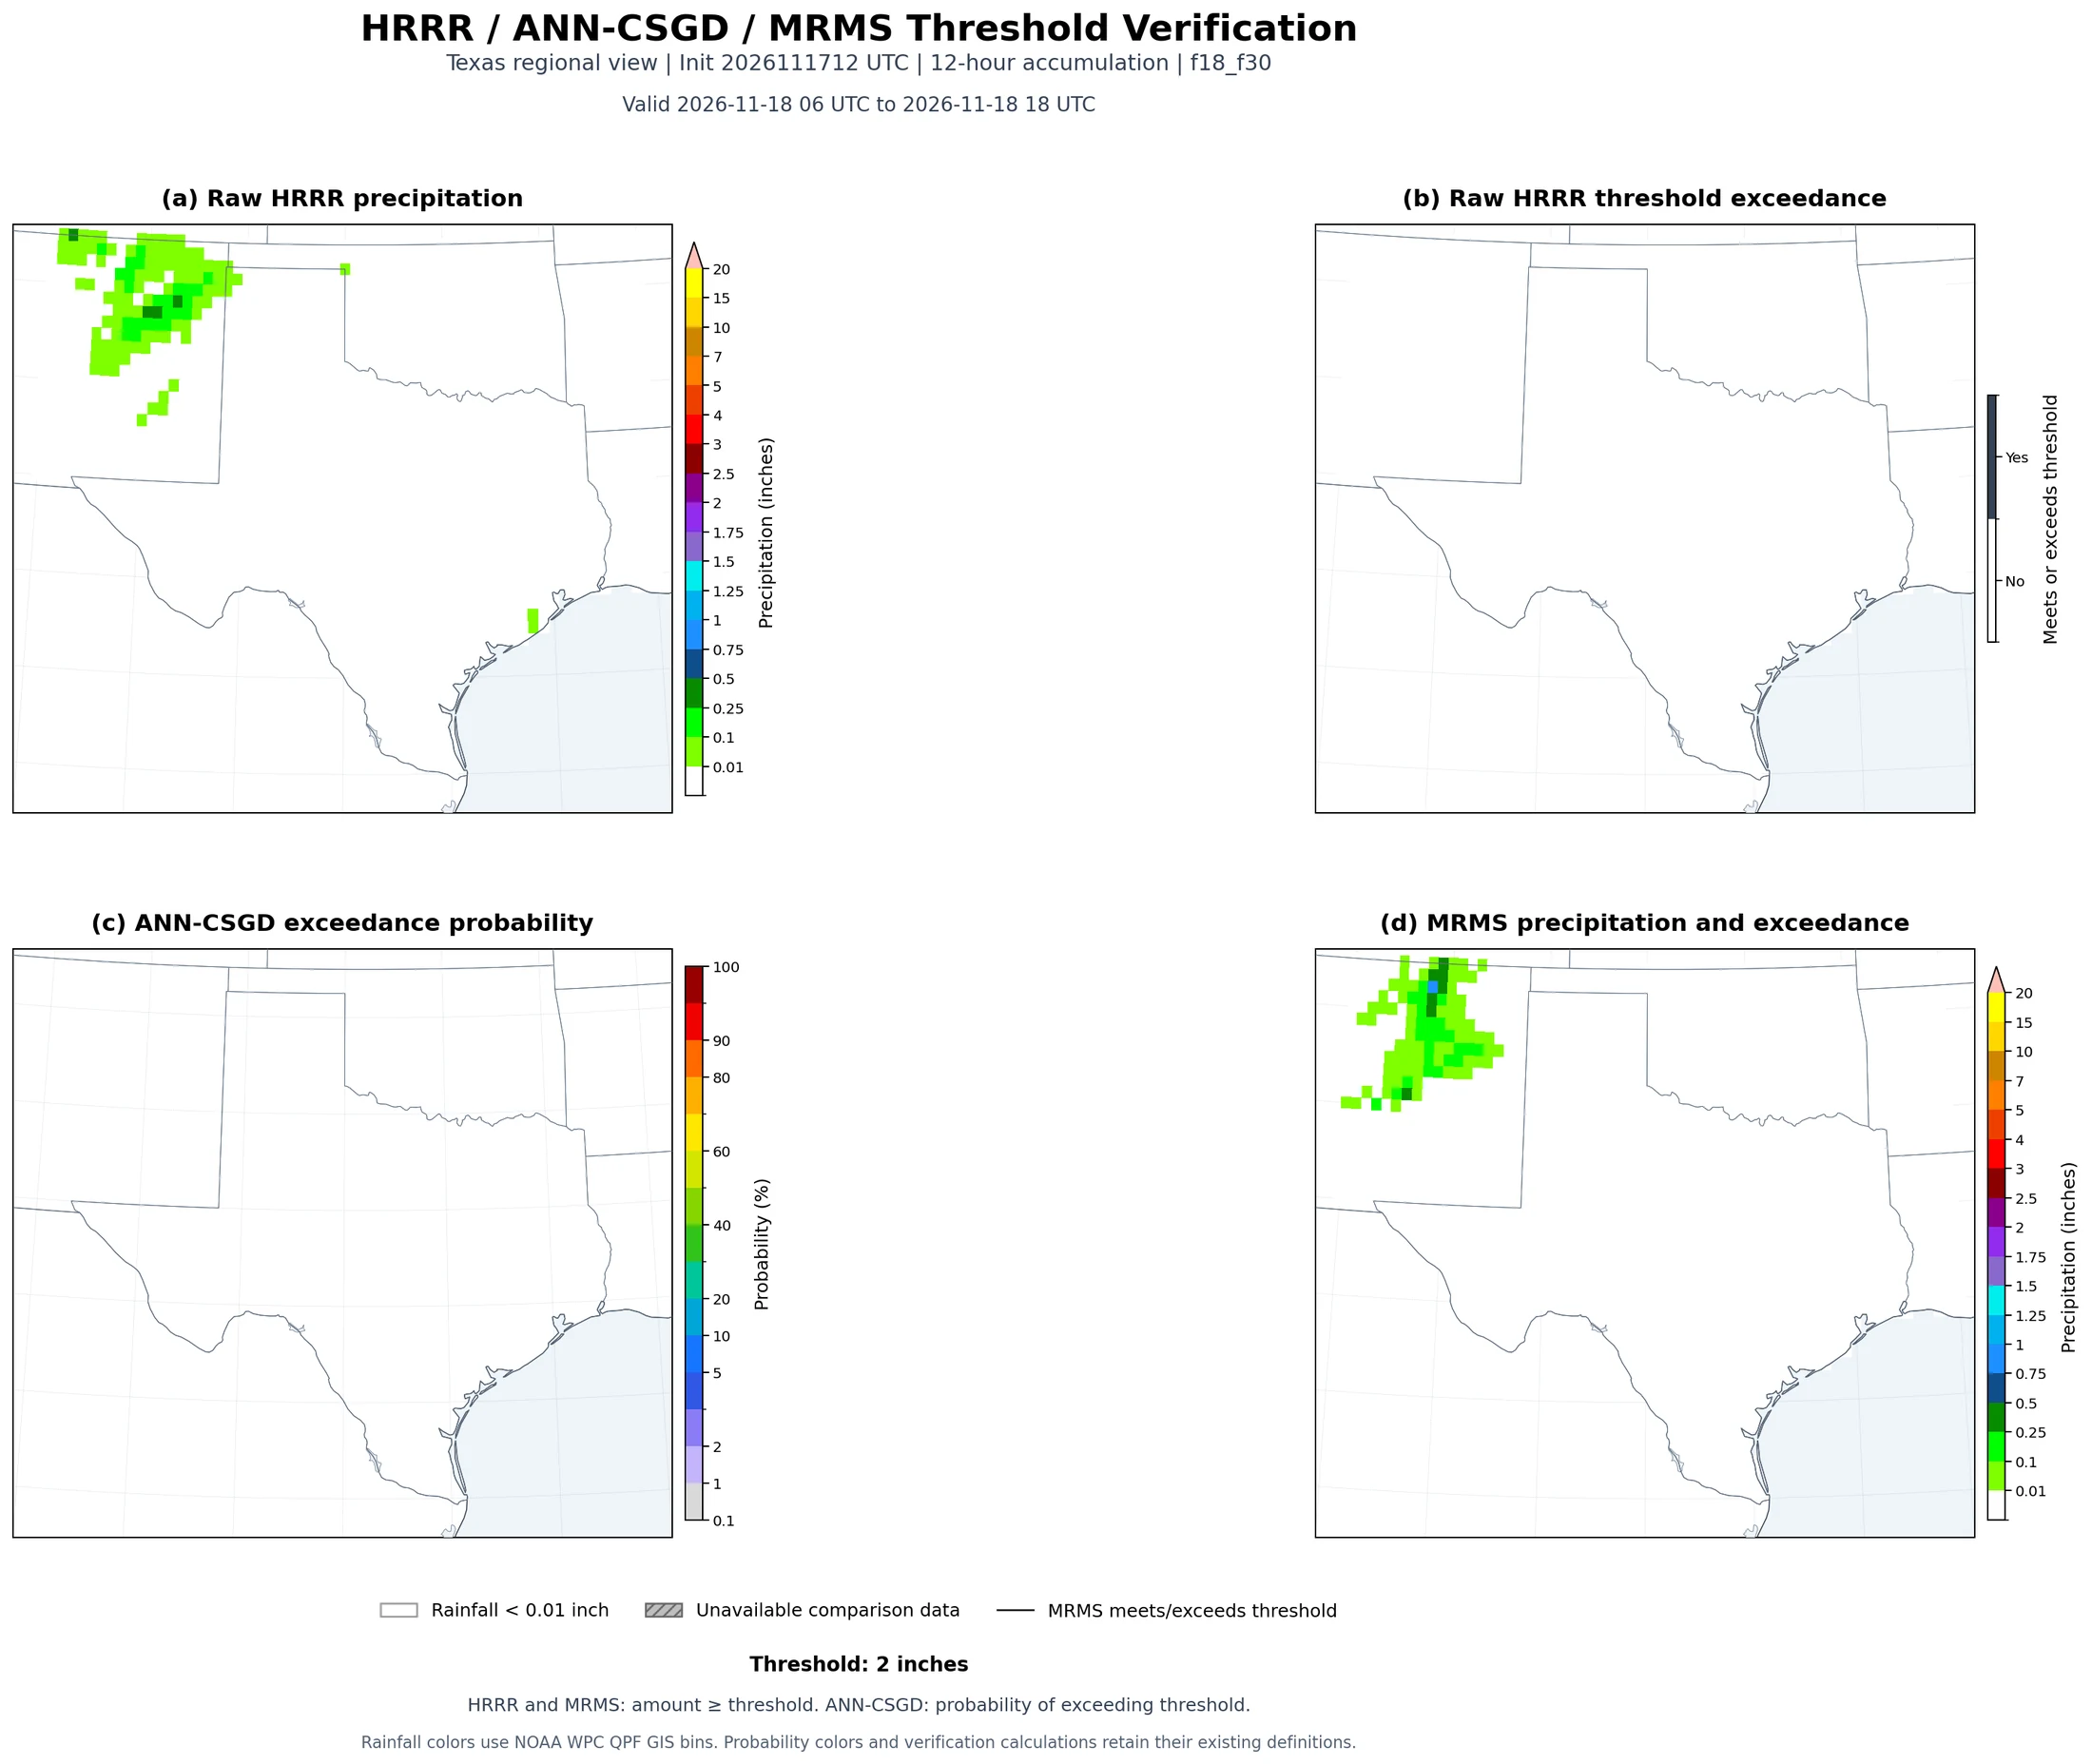 HRRR / ANN-CSGD / MRMS Threshold Verification
Texas regional view | Init 2026111712 UTC | 12-hour accumulation | f18_f30
Valid 2026-11-18 06 UTC to 2026-11-18 18 UTC
(a) Raw HRRR precipitation
20
15
10
7
5
4
3
2.5
2
1.75
1.5
1.25
1
0.75
0.5
0.25
0.1
0.01
Precipitation (inches)
(b) Raw HRRR threshold exceedance
Yes
No
Meets or exceeds threshold
(c) ANN-CSGD exceedance probability
100
90
80
60
40
20
10
5
2
1
0.1
Probability (%)
(d) MRMS precipitation and exceedance
20
15
10
7
5
4
3
2.5
2
1.75
1.5
1.25
1
0.75
0.5
0.25
0.1
0.01
Precipitation (inches)
Rainfall < 0.01 inch
Unavailable comparison data
MRMS meets/exceeds threshold
Threshold: 2 inches
HRRR and MRMS: amount ≥ threshold. ANN-CSGD: probability of exceeding threshold.
Rainfall colors use NOAA WPC QPF GIS bins. Probability colors and verification calculations retain their existing definitions.